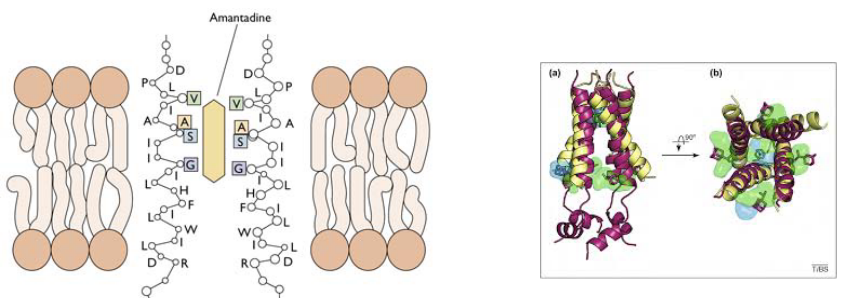 Amantadine
D D
P L V V L P
I I
A A A A
S S
I I
I G G I
L I I L
H H
F F
L I I L
W W
L I I L
D R R D
(a) (b)
90°
TiBS